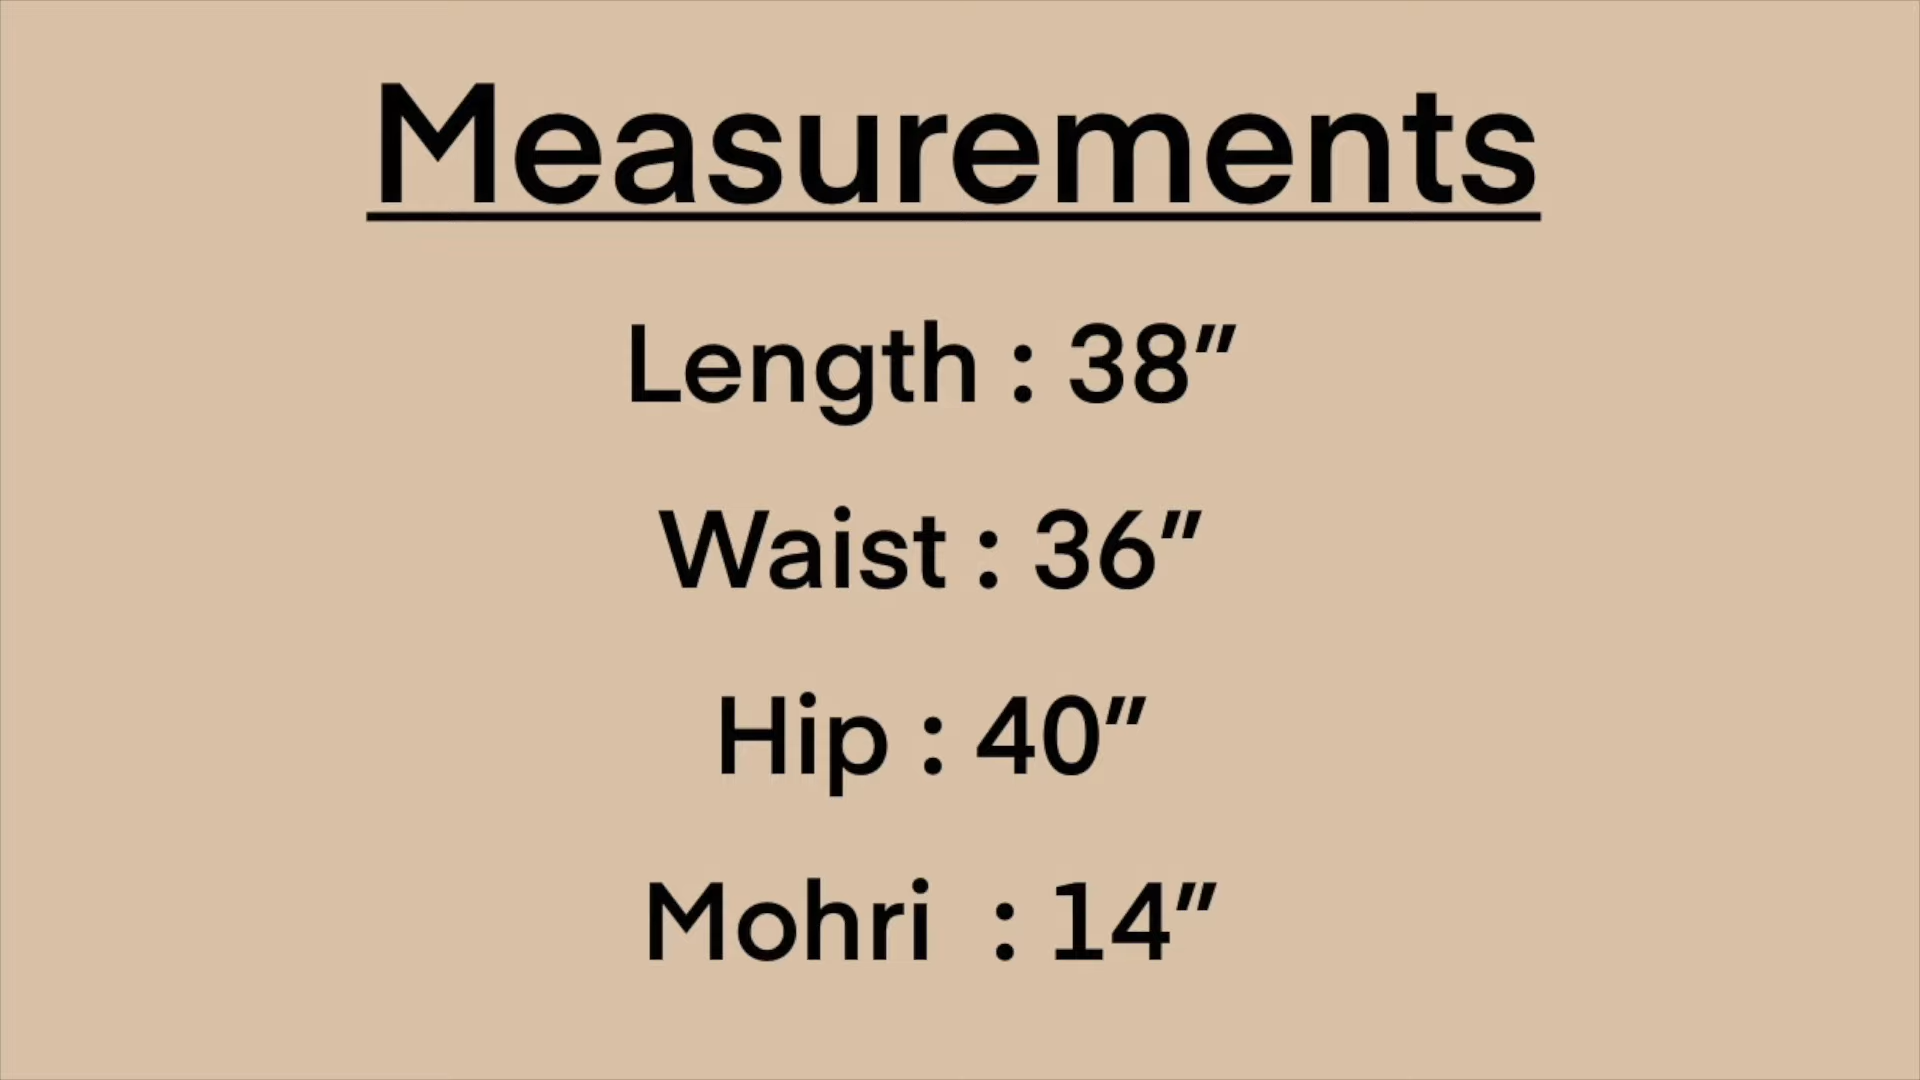 Measurements
Length : 38”
Waist : 36”
Hip : 40”
Mohri : 14”